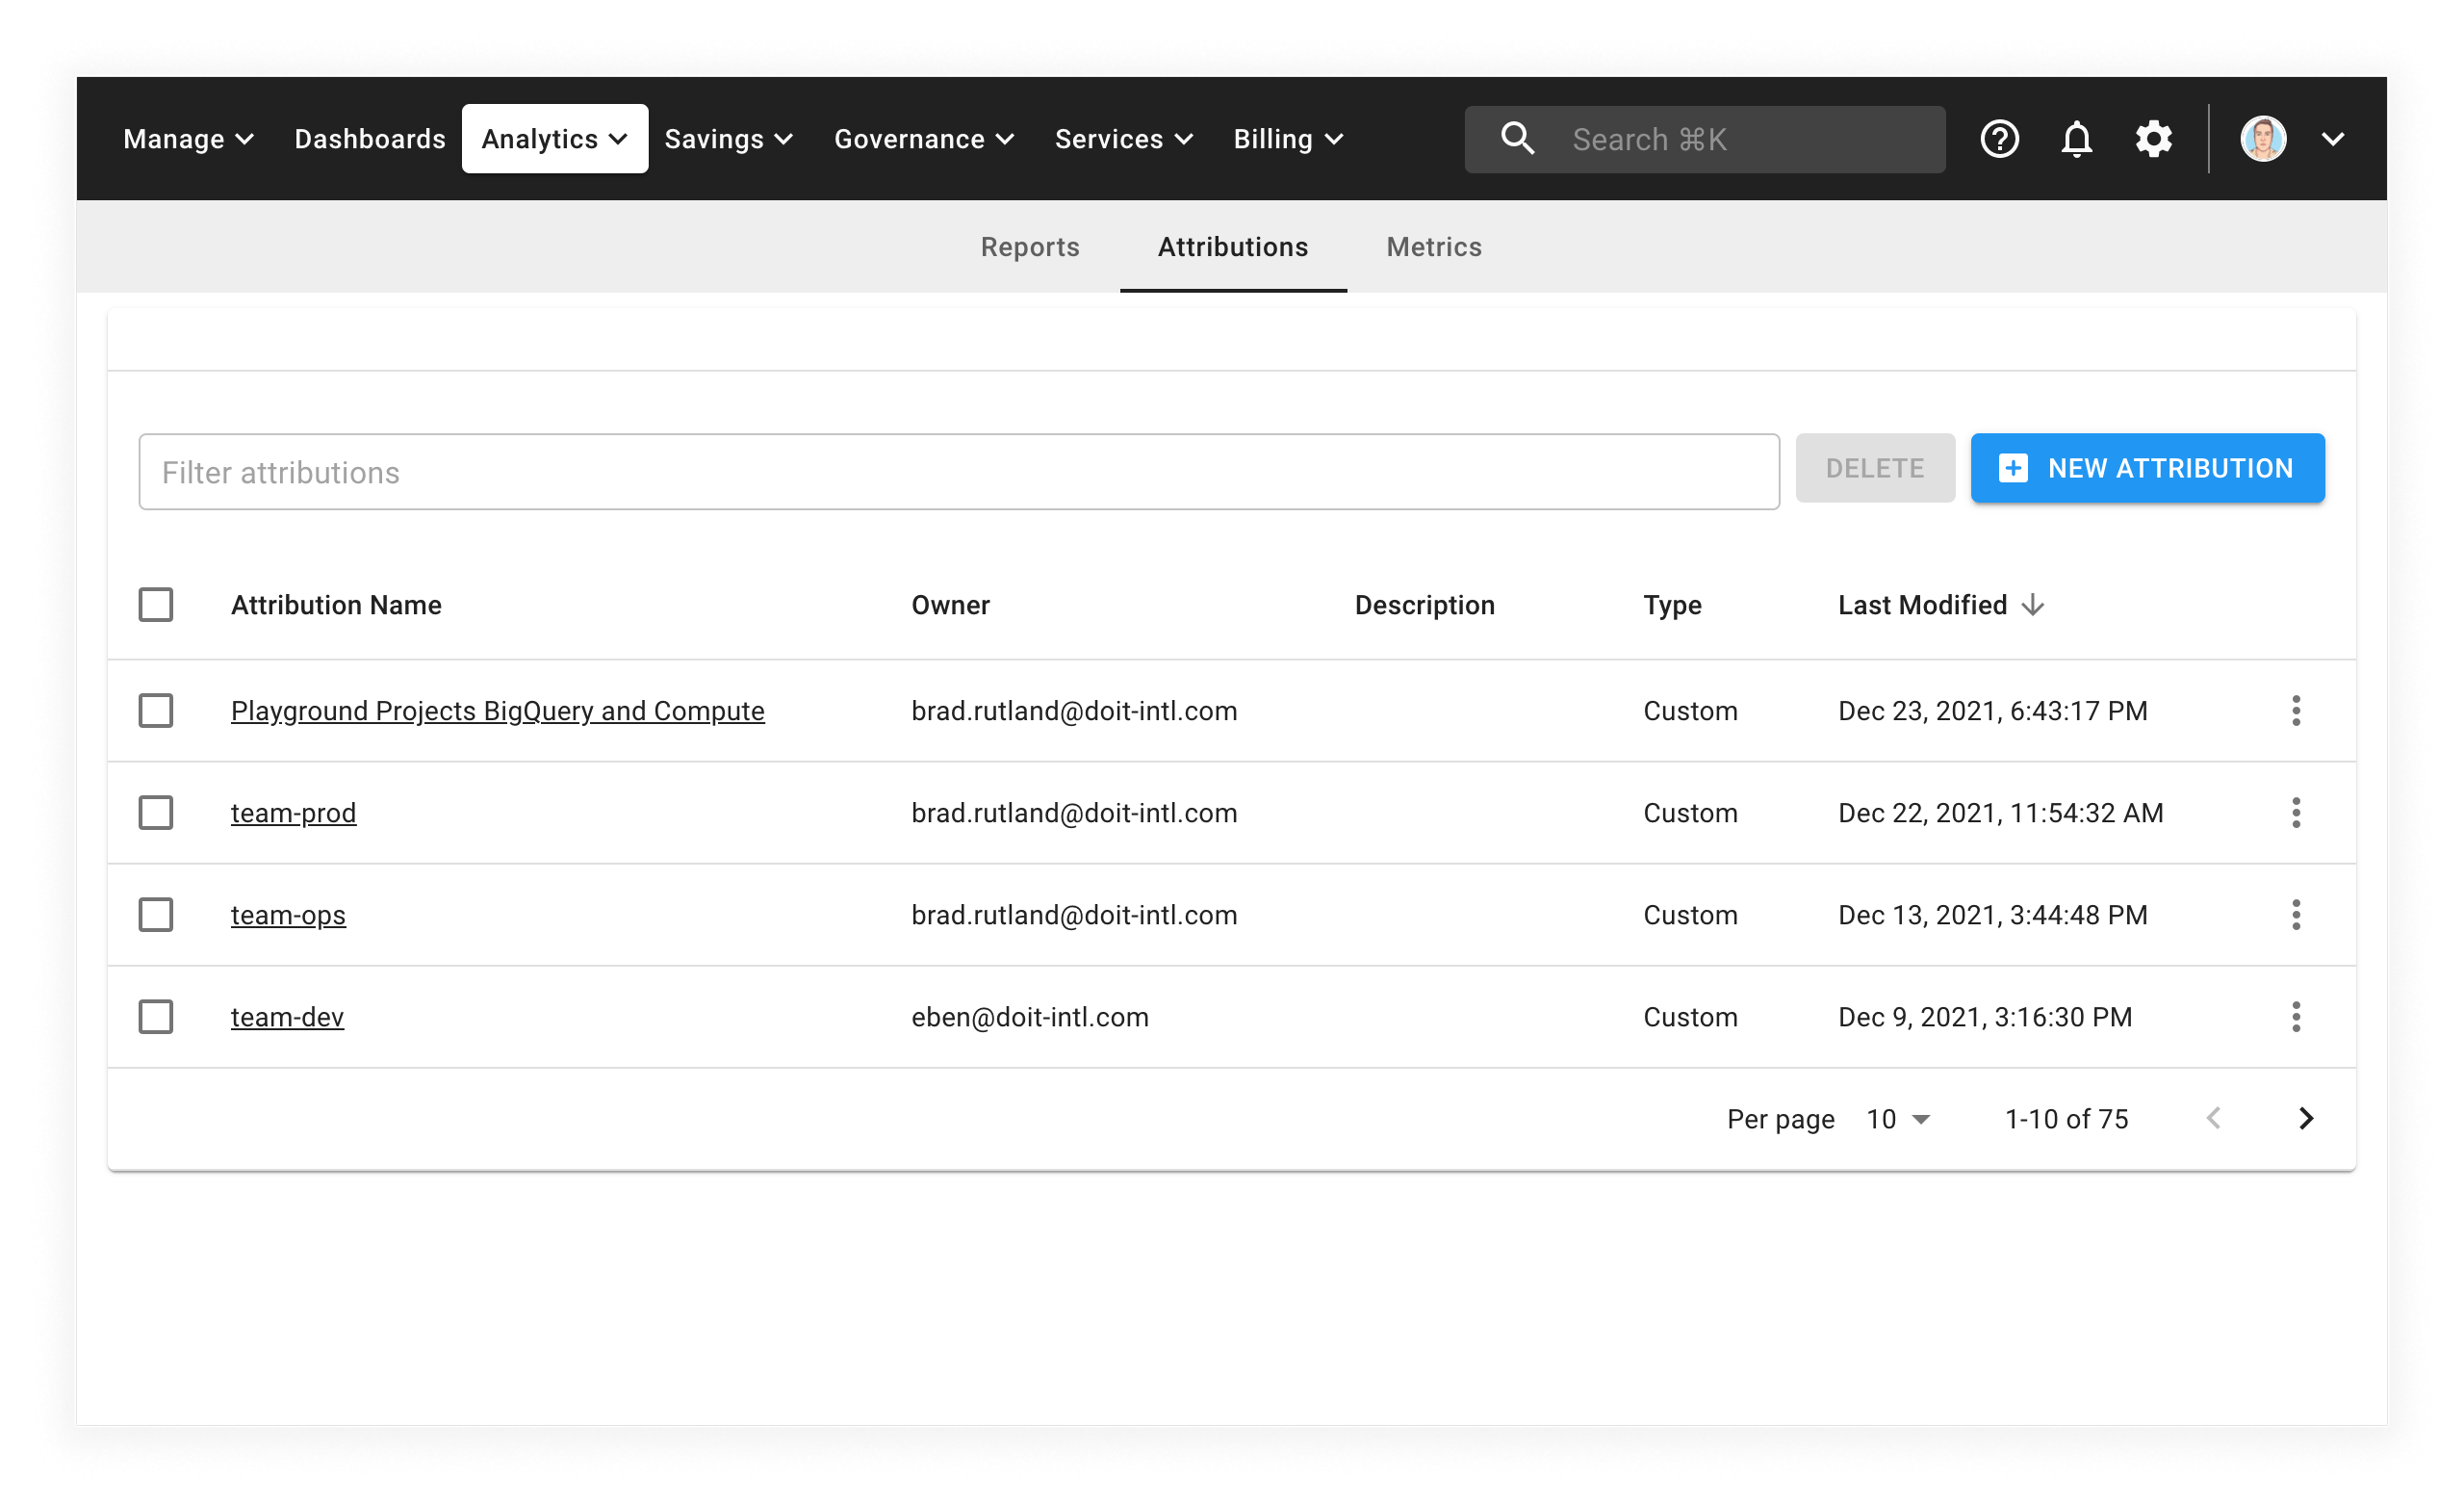 Manage Dashboards Analytics Savings Governance Services Billing Search ⌘K
Reports Attributions Metrics
Filter attributions DELETE NEW ATTRIBUTION
Attribution Name Owner Description Type Last Modified
Playground Projects BigQuery and Compute brad.rutland@doit-intl.com Custom Dec 23, 2021, 6:43:17 PM
team-prod brad.rutland@doit-intl.com Custom Dec 22, 2021, 11:54:32 AM
team-ops brad.rutland@doit-intl.com Custom Dec 13, 2021, 3:44:48 PM
team-dev eben@doit-intl.com Custom Dec 9, 2021, 3:16:30 PM
Per page 10 1-10 of 75